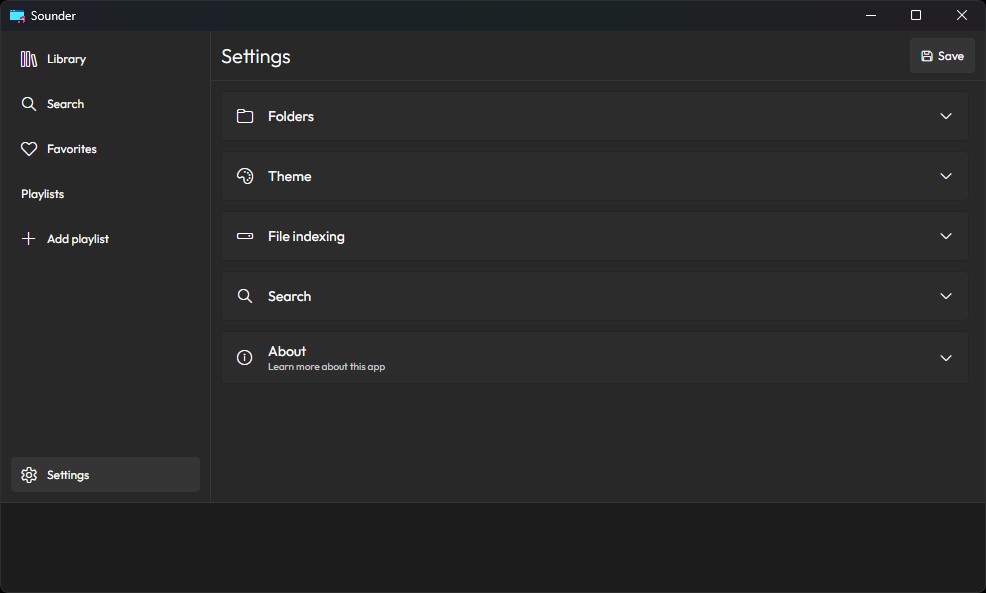 Sounder
Library
Search
Favorites
Playlists
Add playlist
Settings
Settings
Save
Folders
Theme
File indexing
Search
About
Learn more about this app